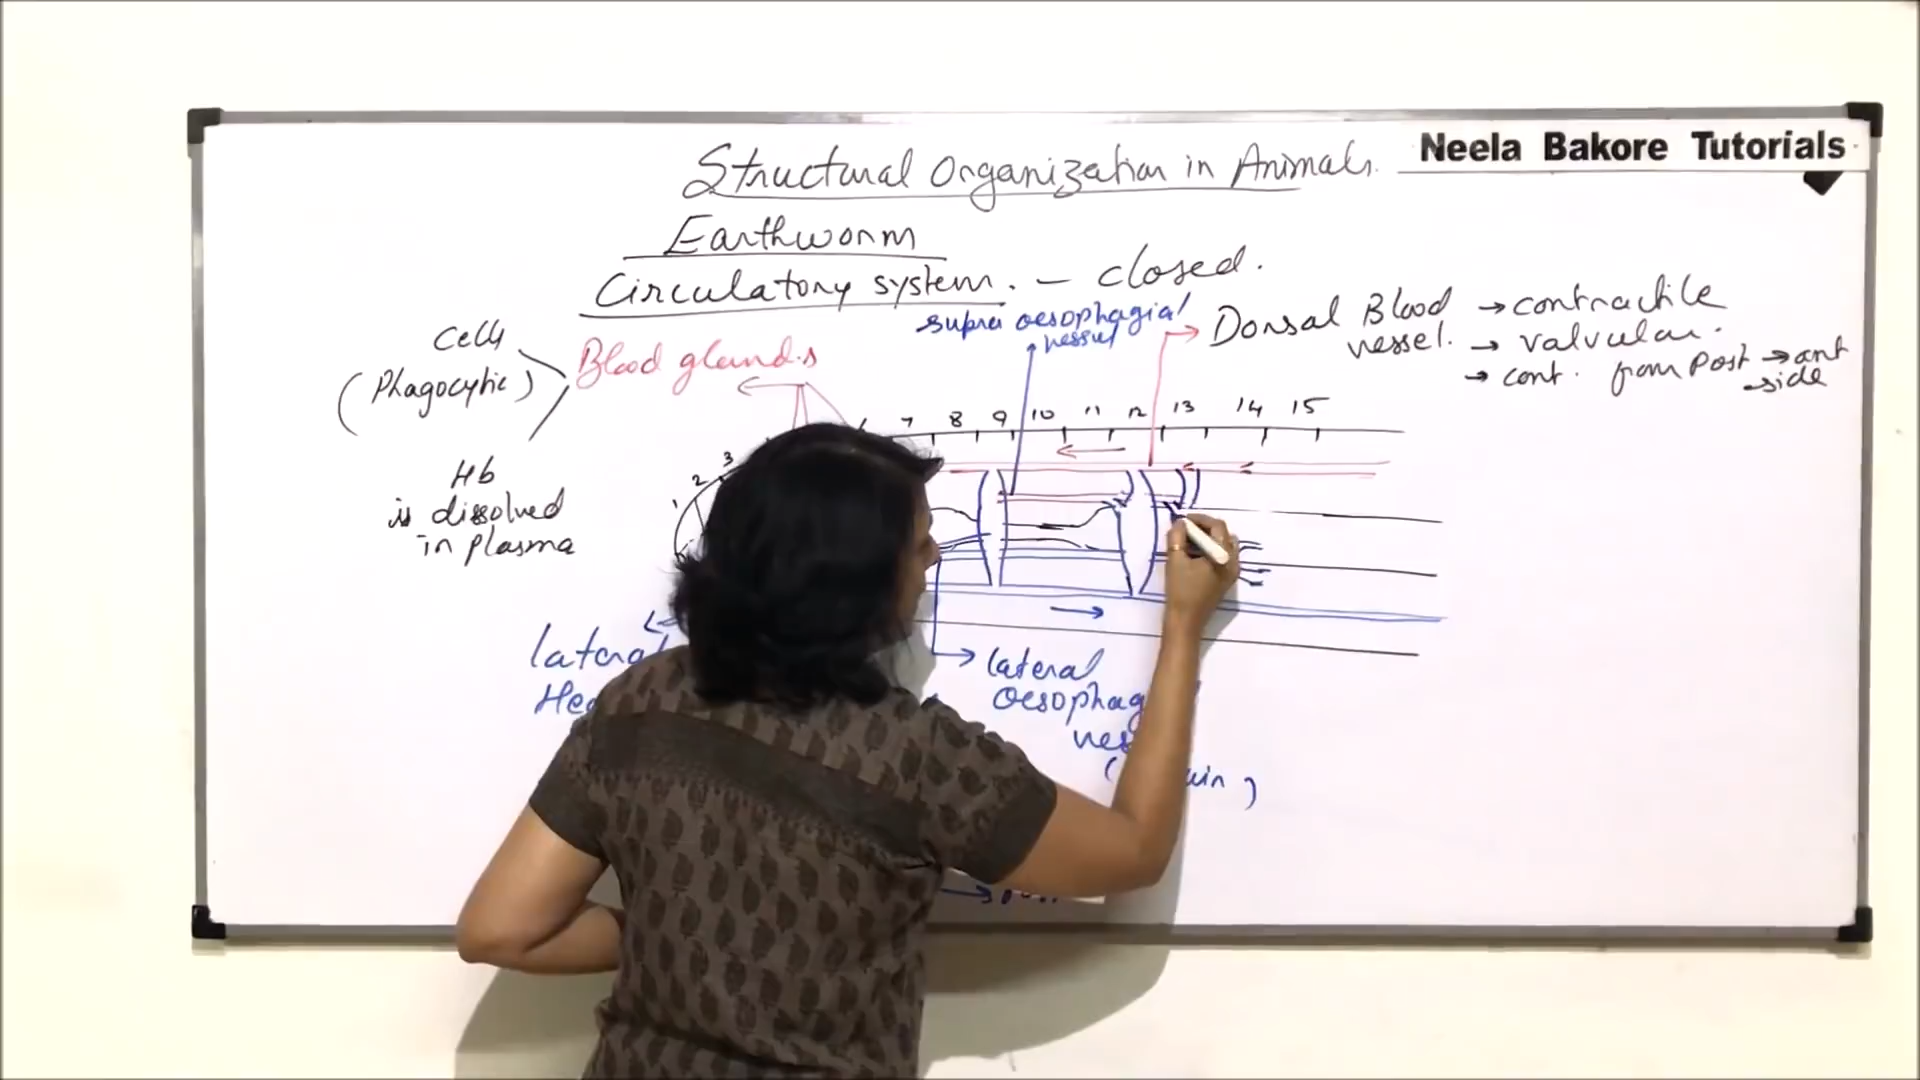 Neela Bakore Tutorials
Structural Organization in Animals.
Earthworm
Circulatory system. - closed.
supra oesophagial
vessel
Dorsal Blood
vessel.
→ contractile
→ valvular.
→ cont. from post → ant
side
Cells
(Phagocytic)
Blood glands
Hb
is dissolved
in plasma
1 2 3 7 8 9 10 11 12 13 14 15
lateral
lateral
oesophag